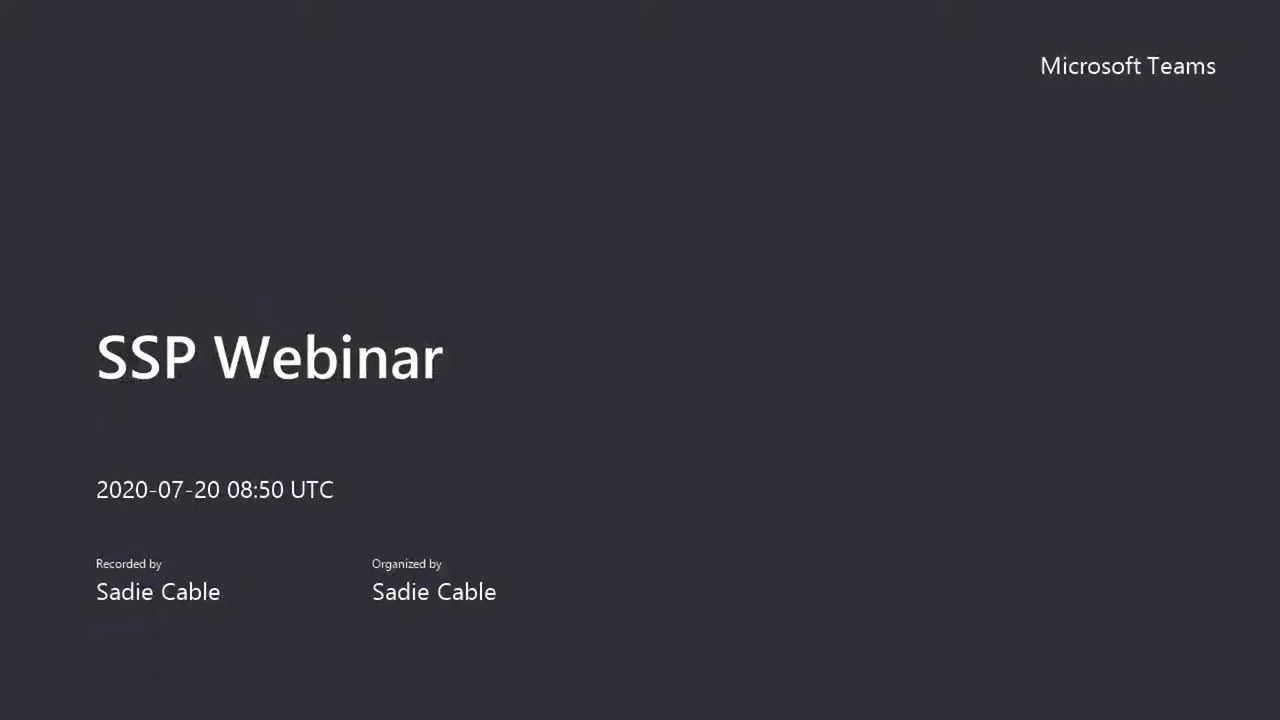 Microsoft Teams
SSP Webinar
2020-07-20 08:50 UTC
Recorded by
Sadie Cable
Organized by
Sadie Cable